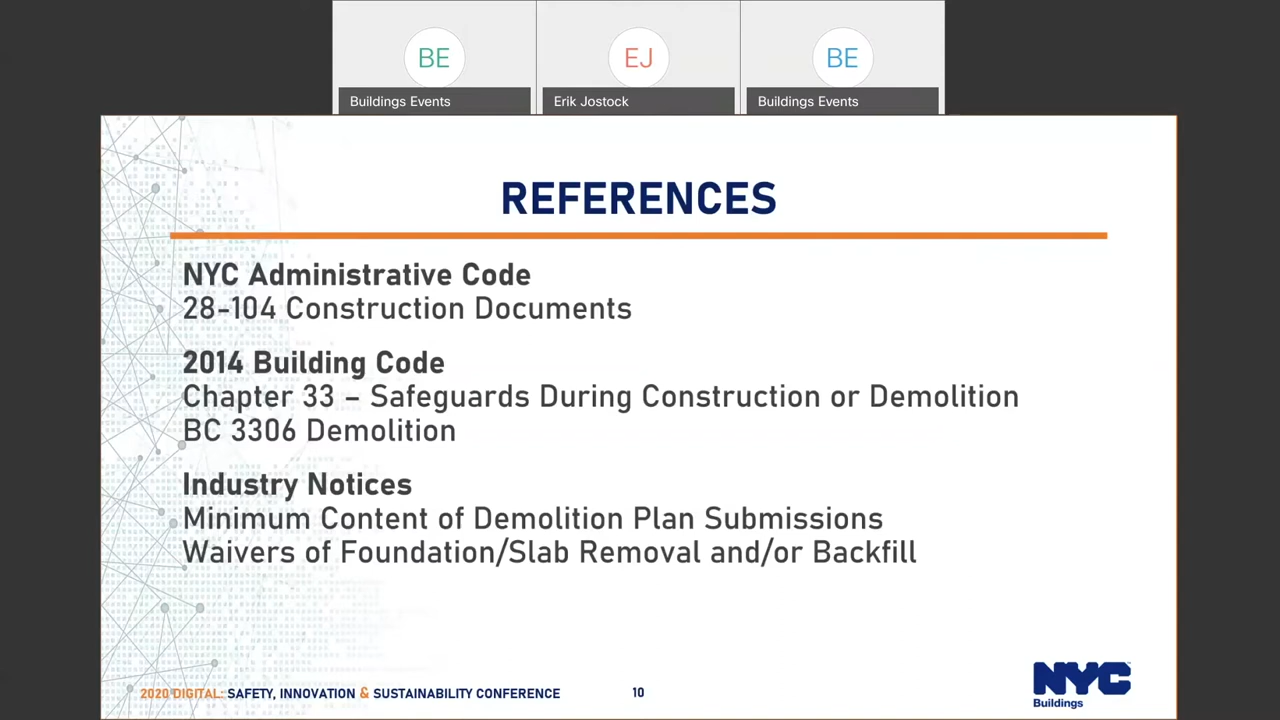 BE
EJ
BE
Buildings Events
Erik Jostock
Buildings Events
REFERENCES
NYC Administrative Code
28-104 Construction Documents
2014 Building Code
Chapter 33 – Safeguards During Construction or Demolition
BC 3306 Demolition
Industry Notices
Minimum Content of Demolition Plan Submissions
Waivers of Foundation/Slab Removal and/or Backfill
2020 DIGITAL: SAFETY, INNOVATION & SUSTAINABILITY CONFERENCE
10
NYC
Buildings